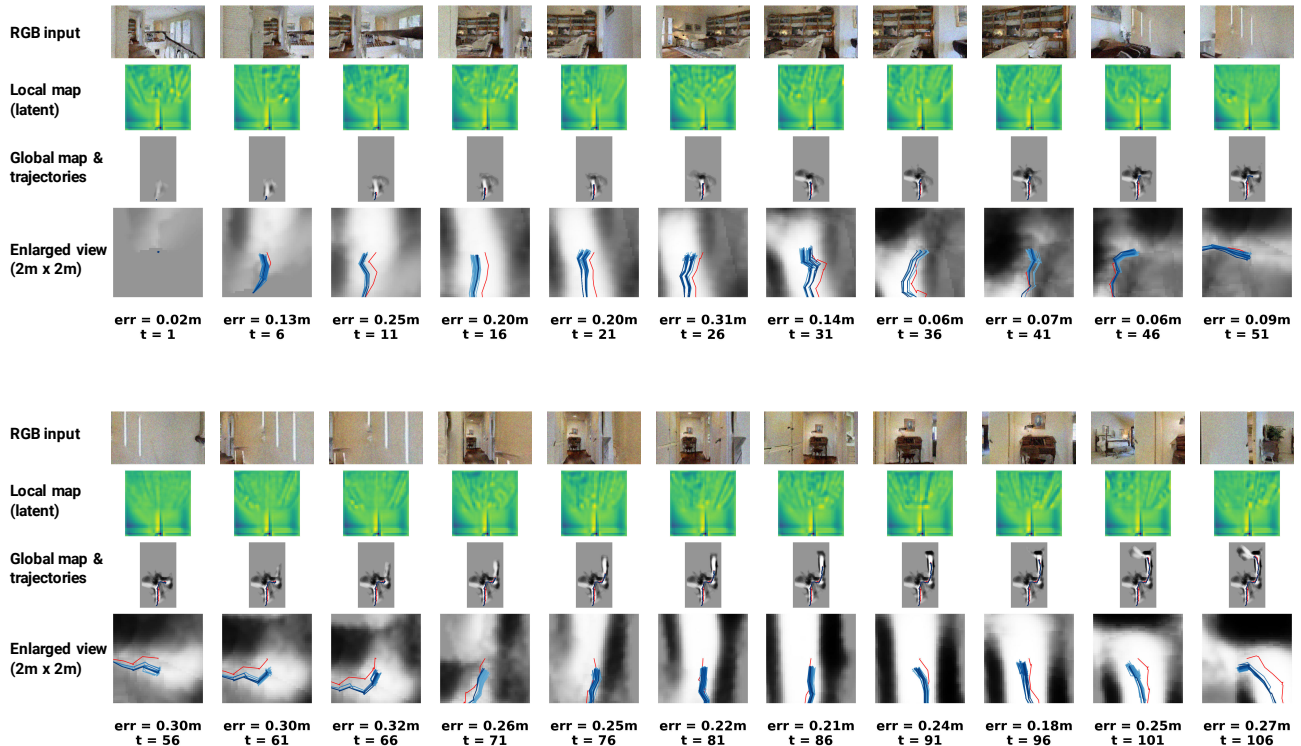 RGB input
Local map
(latent)
Global map &
trajectories
Enlarged view
(2m x 2m)
err = 0.02m err = 0.13m err = 0.25m err = 0.20m err = 0.20m err = 0.31m err = 0.14m err = 0.06m err = 0.07m err = 0.06m err = 0.09m
t = 1 t = 6 t = 11 t = 16 t = 21 t = 26 t = 31 t = 36 t = 41 t = 46 t = 51
RGB input
Local map
(latent)
Global map &
trajectories
Enlarged view
(2m x 2m)
err = 0.30m err = 0.30m err = 0.32m err = 0.26m err = 0.25m err = 0.22m err = 0.21m err = 0.24m err = 0.18m err = 0.25m err = 0.27m
t = 56 t = 61 t = 66 t = 71 t = 76 t = 81 t = 86 t = 91 t = 96 t = 101 t = 106